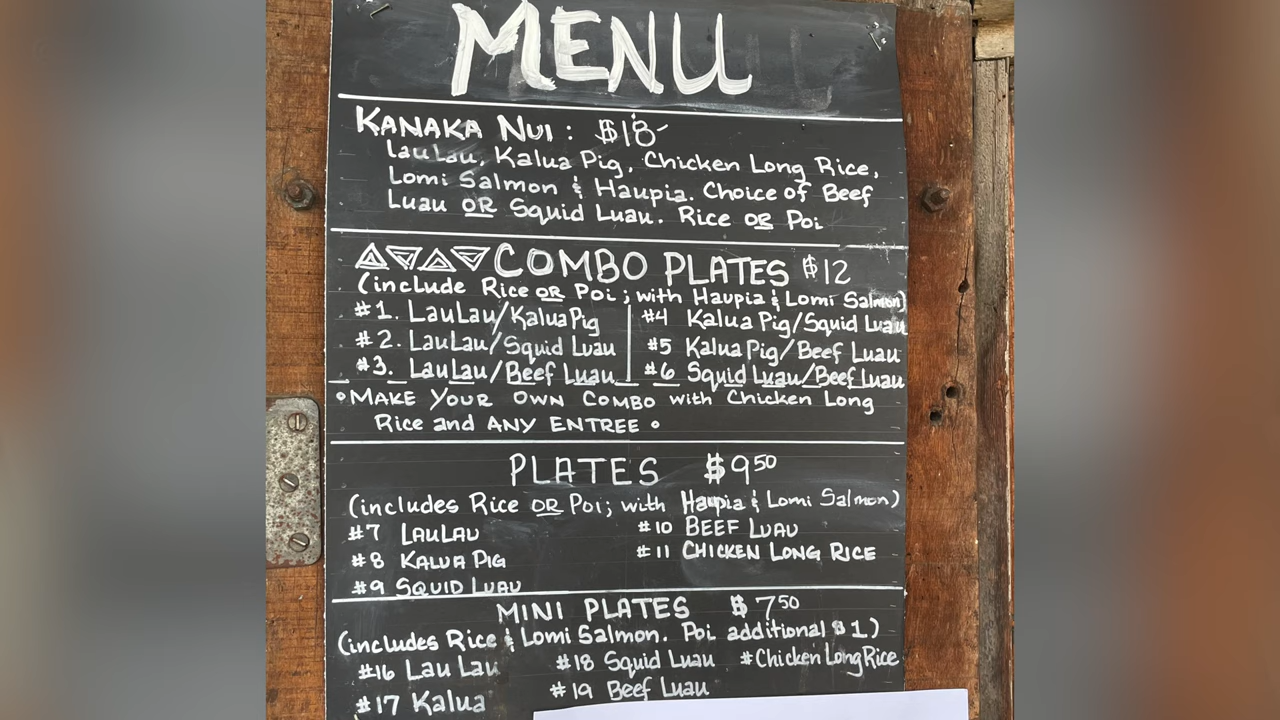 MENU
KANAKA NUI: $18
LauLau, Kalua Pig, Chicken Long Rice,
Lomi Salmon & Haupia. Choice of Beef
Luau OR Squid Luau. Rice OR Poi
COMBO PLATES $12
(include Rice OR Poi; with Haupia & Lomi Salmon)
#1. LauLau/Kalua Pig
#2. LauLau/Squid Luau
#3. LauLau/Beef Luau
#4 Kalua Pig/Squid Luau
#5 Kalua Pig/Beef Luau
#6 Squid Luau/Beef Luau
MAKE YOUR OWN COMBO with Chicken Long
Rice and ANY ENTREE
PLATES $9.50
(includes Rice OR Poi; with Haupia & Lomi Salmon)
#7 LAULAU
#8 KALUA PIG
#9 SQUID LUAU
#10 BEEF LUAU
#11 CHICKEN LONG RICE
MINI PLATES $7.50
(includes Rice & Lomi Salmon. Poi additional $1)
#16 Lau Lau
#17 Kalua
#18 Squid Luau
#19 Beef Luau
#Chicken Long Rice